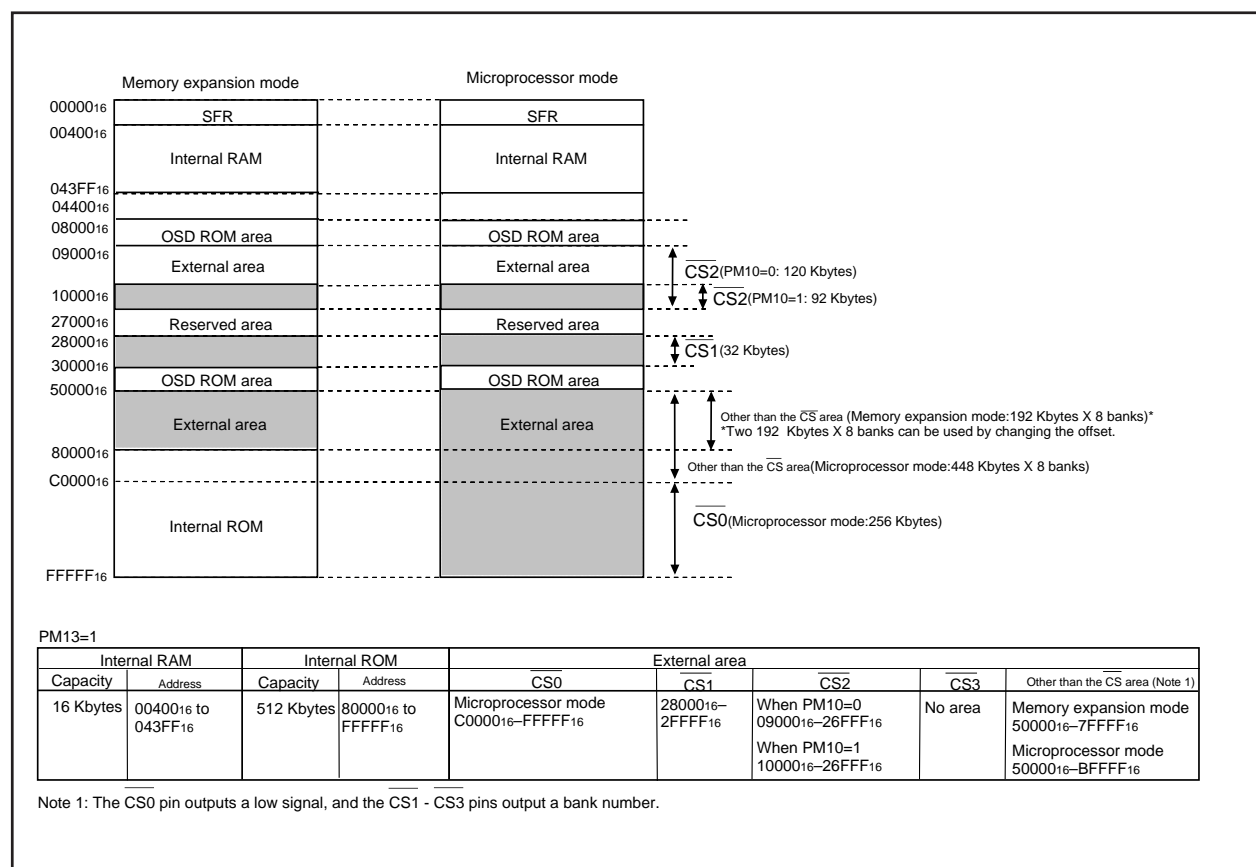 Memory expansion mode
Microprocessor mode
00000₁₆
SFR
SFR
00400₁₆
Internal RAM
Internal RAM
043FF₁₆
04400₁₆
08000₁₆
OSD ROM area
OSD ROM area
09000₁₆
External area
External area
CS2(PM10=0: 120 Kbytes)
10000₁₆
CS2(PM10=1: 92 Kbytes)
27000₁₆
Reserved area
Reserved area
28000₁₆
CS1(32 Kbytes)
30000₁₆
OSD ROM area
OSD ROM area
50000₁₆
External area
External area
Other than the CS area (Memory expansion mode:192 Kbytes X 8 banks)*
*Two 192 Kbytes X 8 banks can be used by changing the offset.
80000₁₆
Other than the CS area(Microprocessor mode:448 Kbytes X 8 banks)
C0000₁₆
Internal ROM
CS0(Microprocessor mode:256 Kbytes)
FFFFF₁₆
PM13=1
Internal RAM Internal ROM External area
Capacity Address Capacity Address CS0 CS1 CS2 CS3 Other than the CS area (Note 1)
16 Kbytes 00400₁₆ to 512 Kbytes 80000₁₆ to Microprocessor mode 28000₁₆– When PM10=0 No area Memory expansion mode
043FF₁₆ FFFFF₁₆ C0000₁₆–FFFFF₁₆ 2FFFF₁₆ 09000₁₆–26FFF₁₆ 50000₁₆–7FFFF₁₆
When PM10=1 Microprocessor mode
10000₁₆–26FFF₁₆ 50000₁₆–BFFFF₁₆
Note 1: The CS0 pin outputs a low signal, and the CS1 - CS3 pins output a bank number.